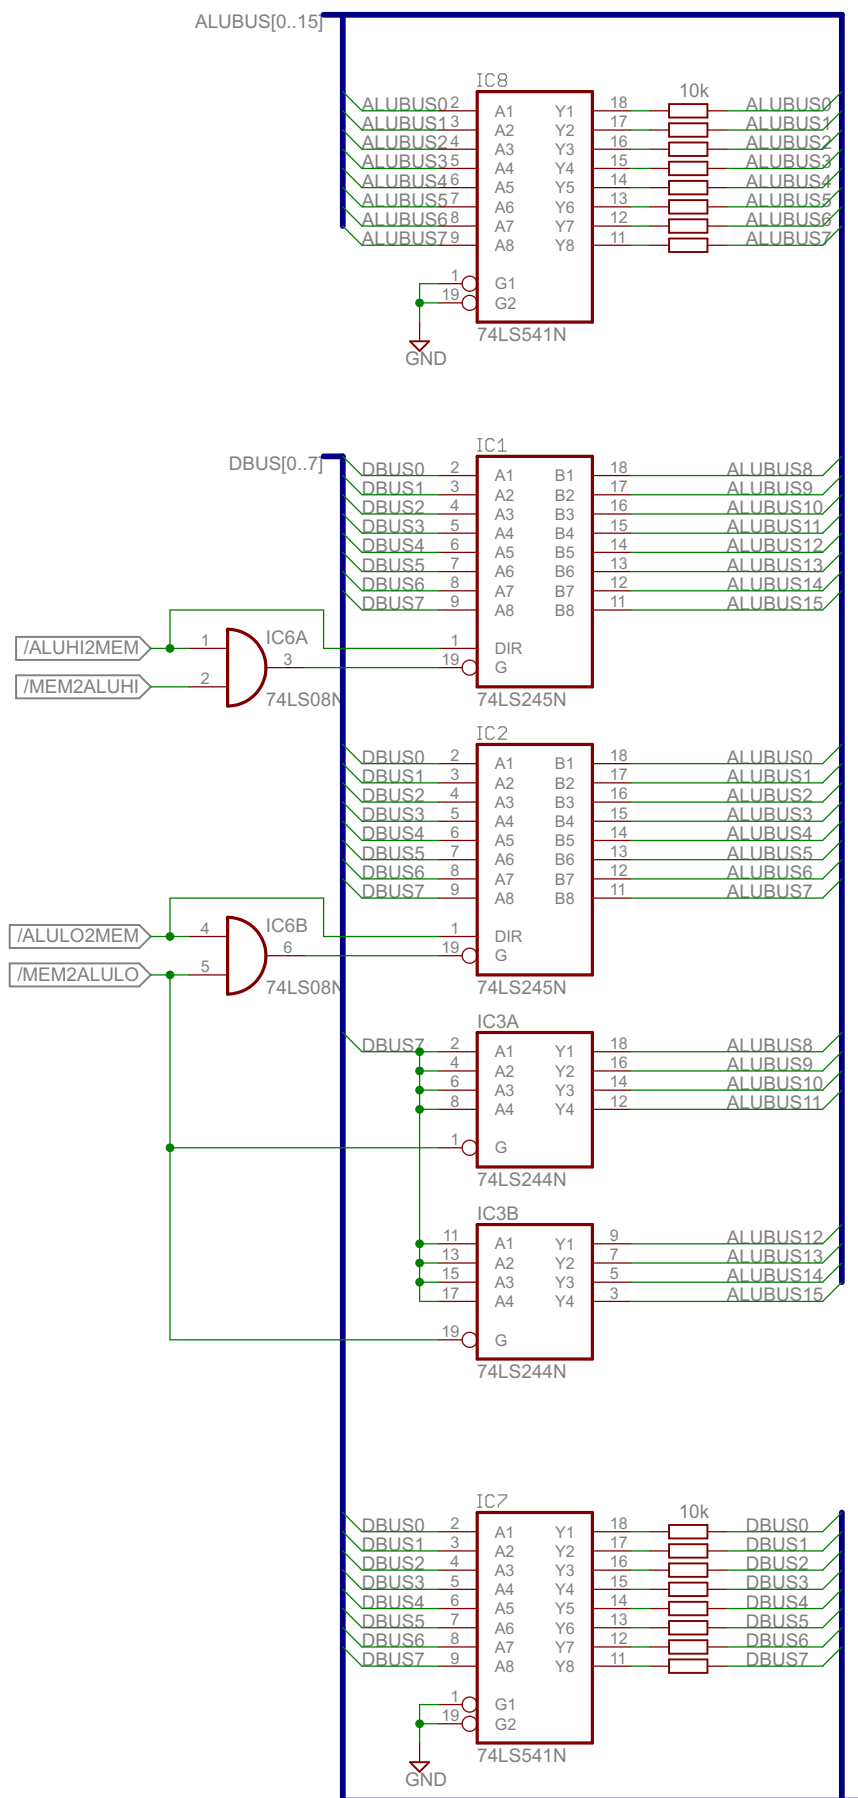 ALUBUS[0..15]
IC8
10k
ALUBUS0 2 A1 Y1 18 ALUBUS0
ALUBUS1 3 A2 Y2 17 ALUBUS1
ALUBUS2 4 A3 Y3 16 ALUBUS2
ALUBUS3 5 A4 Y4 15 ALUBUS3
ALUBUS4 6 A5 Y5 14 ALUBUS4
ALUBUS5 7 A6 Y6 13 ALUBUS5
ALUBUS6 8 A7 Y7 12 ALUBUS6
ALUBUS7 9 A8 Y8 11 ALUBUS7
1 G1
19 G2
74LS541N
GND
IC1
DBUS[0..7]
DBUS0 2 A1 B1 18 ALUBUS8
DBUS1 3 A2 B2 17 ALUBUS9
DBUS2 4 A3 B3 16 ALUBUS10
DBUS3 5 A4 B4 15 ALUBUS11
DBUS4 6 A5 B5 14 ALUBUS12
DBUS5 7 A6 B6 13 ALUBUS13
DBUS6 8 A7 B7 12 ALUBUS14
DBUS7 9 A8 B8 11 ALUBUS15
/ALUHI2MEM 1 IC6A 1 DIR
3 19 G
/MEM2ALUHI 2
74LS08N 74LS245N
IC2
DBUS0 2 A1 B1 18 ALUBUS0
DBUS1 3 A2 B2 17 ALUBUS1
DBUS2 4 A3 B3 16 ALUBUS2
DBUS3 5 A4 B4 15 ALUBUS3
DBUS4 6 A5 B5 14 ALUBUS4
DBUS5 7 A6 B6 13 ALUBUS5
DBUS6 8 A7 B7 12 ALUBUS6
DBUS7 9 A8 B8 11 ALUBUS7
/ALULO2MEM 4 IC6B 1 DIR
6 19 G
/MEM2ALULO 5
74LS08N 74LS245N
IC3A
DBUS7 2 A1 Y1 18 ALUBUS8
4 A2 Y2 16 ALUBUS9
6 A3 Y3 14 ALUBUS10
8 A4 Y4 12 ALUBUS11
1 G
74LS244N
IC3B
11 A1 Y1 9 ALUBUS12
13 A2 Y2 7 ALUBUS13
15 A3 Y3 5 ALUBUS14
17 A4 Y4 3 ALUBUS15
19 G
74LS244N
IC7
10k
DBUS0 2 A1 Y1 18 DBUS0
DBUS1 3 A2 Y2 17 DBUS1
DBUS2 4 A3 Y3 16 DBUS2
DBUS3 5 A4 Y4 15 DBUS3
DBUS4 6 A5 Y5 14 DBUS4
DBUS5 7 A6 Y6 13 DBUS5
DBUS6 8 A7 Y7 12 DBUS6
DBUS7 9 A8 Y8 11 DBUS7
1 G1
19 G2
74LS541N
GND